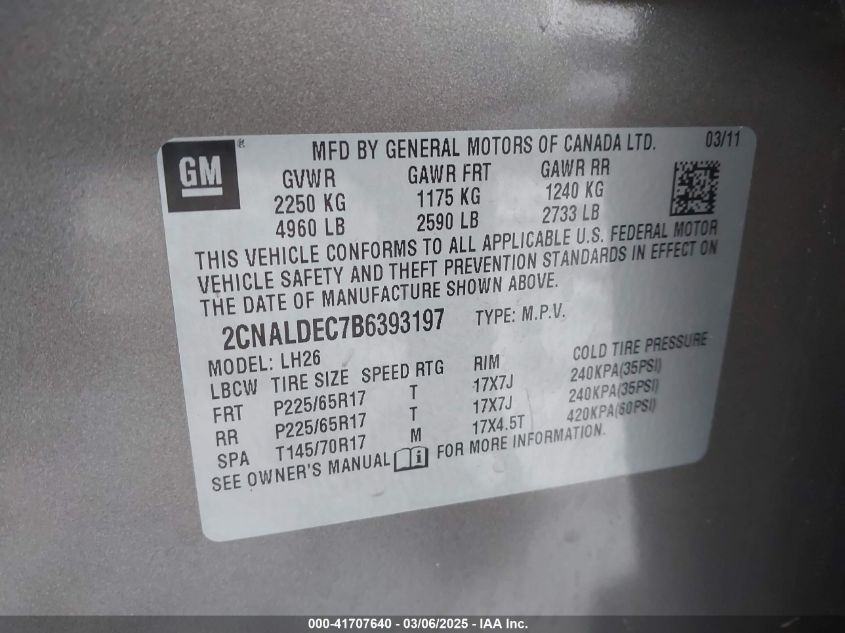 GM ®
MFD BY GENERAL MOTORS OF CANADA LTD. 03/11
GVWR GAWR FRT GAWR RR
2250 KG 1175 KG 1240 KG
4960 LB 2590 LB 2733 LB
THIS VEHICLE CONFORMS TO ALL APPLICABLE U.S. FEDERAL MOTOR
VEHICLE SAFETY AND THEFT PREVENTION STANDARDS IN EFFECT ON
THE DATE OF MANUFACTURE SHOWN ABOVE.
2CNALDEC7B6393197 TYPE: M.P.V.
MODEL: LH26
LBCW TIRE SIZE SPEED RTG RIM COLD TIRE PRESSURE
FRT P225/65R17 T 17X7J 240KPA(35PSI)
RR P225/65R17 T 17X7J 240KPA(35PSI)
SPA T145/70R17 M 17X4.5T 420KPA(60PSI)
SEE OWNER'S MANUAL FOR MORE INFORMATION.
000-41707640 - 03/06/2025 - IAA Inc.